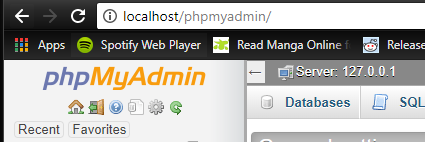 localhost/phpmyadmin/
Apps Spotify Web Player Read Manga Online f Release
phpMyAdmin
Server: 127.0.0.1
Databases SQL
Recent Favorites